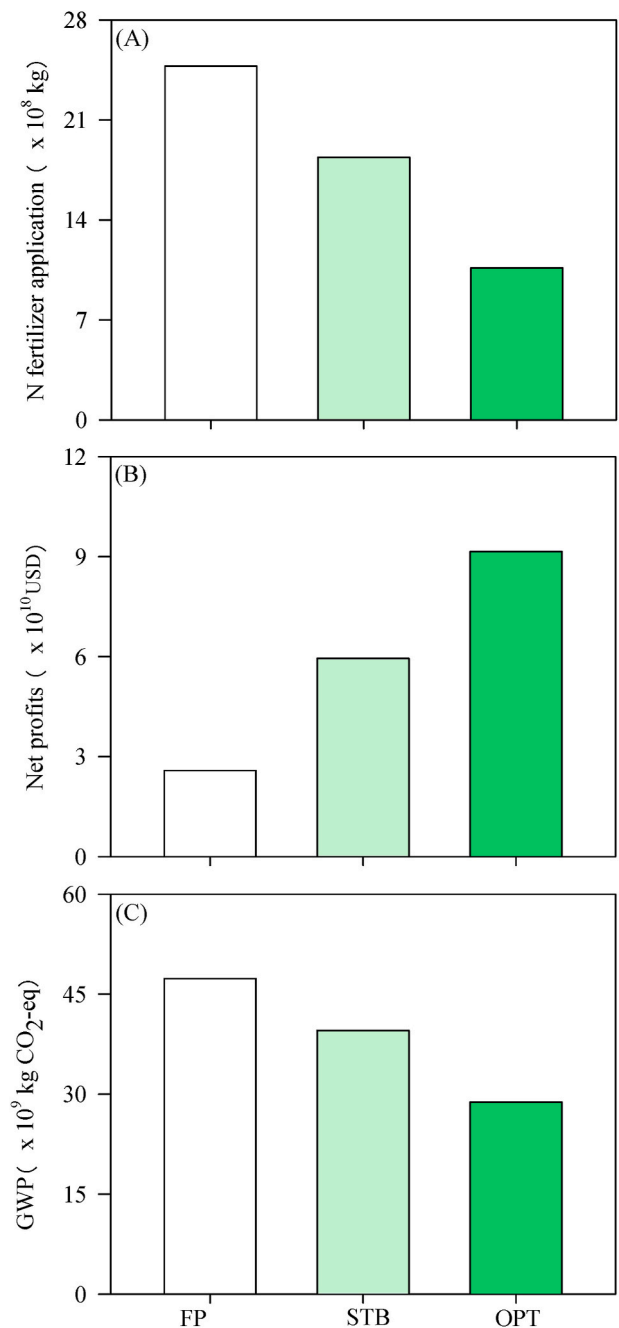 (A)
N fertilizer application ( x 10⁸ kg)
28
21
14
7
0
(B)
Net profits ( x 10¹⁰USD)
12
9
6
3
0
(C)
GWP( x 10⁹ kg CO₂-eq)
60
45
30
15
0
FP STB OPT